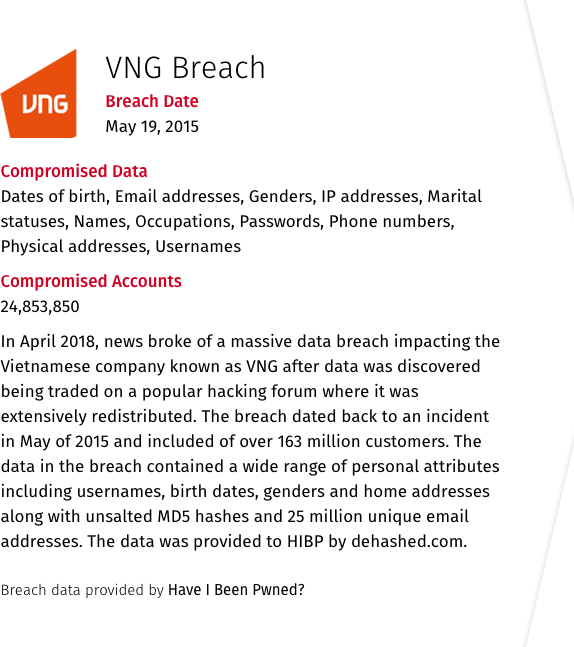 VNG
VNG Breach
Breach Date
May 19, 2015
Compromised Data
Dates of birth, Email addresses, Genders, IP addresses, Marital
statuses, Names, Occupations, Passwords, Phone numbers,
Physical addresses, Usernames
Compromised Accounts
24,853,850
In April 2018, news broke of a massive data breach impacting the
Vietnamese company known as VNG after data was discovered
being traded on a popular hacking forum where it was
extensively redistributed. The breach dated back to an incident
in May of 2015 and included of over 163 million customers. The
data in the breach contained a wide range of personal attributes
including usernames, birth dates, genders and home addresses
along with unsalted MD5 hashes and 25 million unique email
addresses. The data was provided to HIBP by dehashed.com.
Breach data provided by Have I Been Pwned?